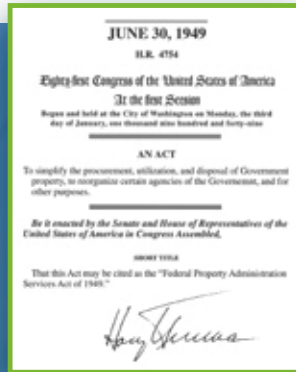 JUNE 30, 1949
H.R. 4754
Eighty-first Congress of the United States of America
At the first Session
Begun and held at the City of Washington on Monday, the third
day of January, one thousand nine hundred and forty-nine
AN ACT
To simplify the procurement, utilization, and disposal of Government
property, to reorganize certain agencies of the Government, and for
other purposes.
Be it enacted by the Senate and House of Representatives of the
United States of America in Congress Assembled,
SHORT TITLE
That this Act may be cited as the "Federal Property Administration
Services Act of 1949."
Harry Truman